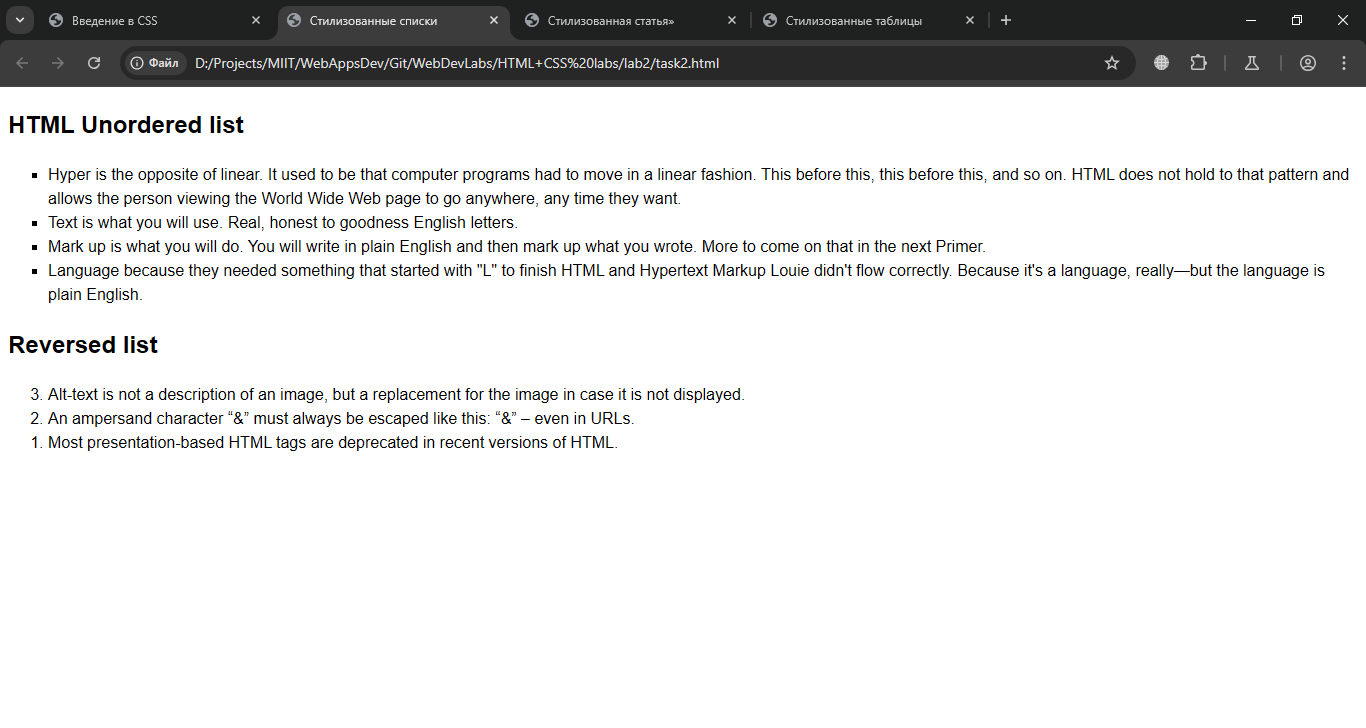 Введение в CSS
Стилизованные списки
Стилизованная статья»
Стилизованные таблицы
Файл
D:/Projects/MIIT/WebAppsDev/Git/WebDevLabs/HTML+CSS%20labs/lab2/task2.html
HTML Unordered list
Hyper is the opposite of linear. It used to be that computer programs had to move in a linear fashion. This before this, this before this, and so on. HTML does not hold to that pattern and
allows the person viewing the World Wide Web page to go anywhere, any time they want.
Text is what you will use. Real, honest to goodness English letters.
Mark up is what you will do. You will write in plain English and then mark up what you wrote. More to come on that in the next Primer.
Language because they needed something that started with "L" to finish HTML and Hypertext Markup Louie didn't flow correctly. Because it's a language, really—but the language is
plain English.
Reversed list
3. Alt-text is not a description of an image, but a replacement for the image in case it is not displayed.
2. An ampersand character “&” must always be escaped like this: “&” – even in URLs.
1. Most presentation-based HTML tags are deprecated in recent versions of HTML.